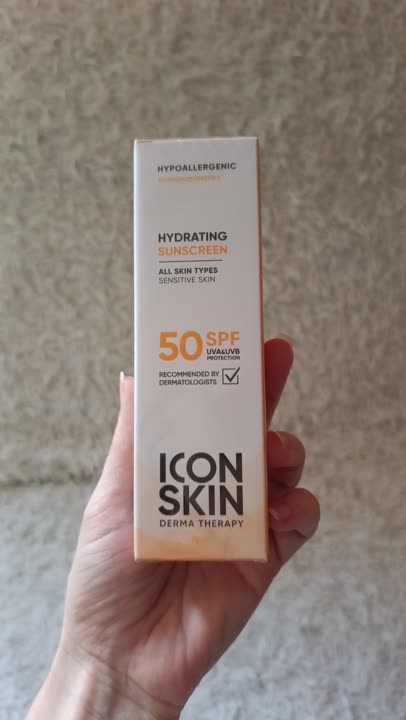 HYPOALLERGENIC
HYDRATING
SUNSCREEN
ALL SKIN TYPES
SENSITIVE SKIN
50 SPF
UVA&UVB
PROTECTION
RECOMMENDED BY
DERMATOLOGISTS
ICON
SKIN
DERMA THERAPY